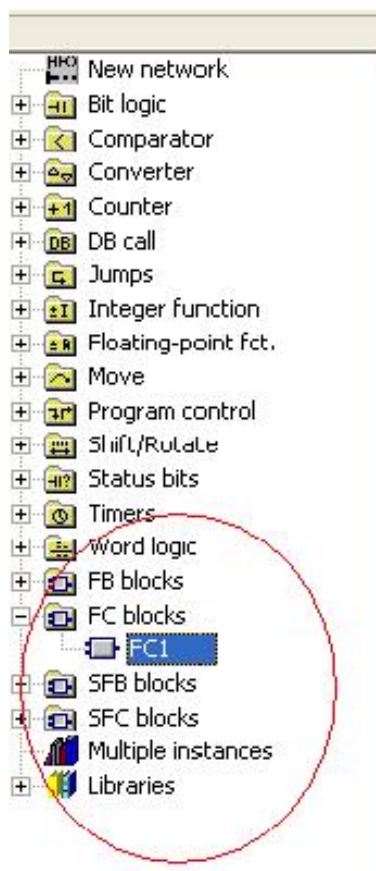 New network
Bit logic
Comparator
Converter
Counter
DB call
Jumps
Integer function
Floating-point fct.
Move
Program control
Shift/Rotate
Status bits
Timers
Word logic
FB blocks
FC blocks
FC1
SFB blocks
SFC blocks
Multiple instances
Libraries